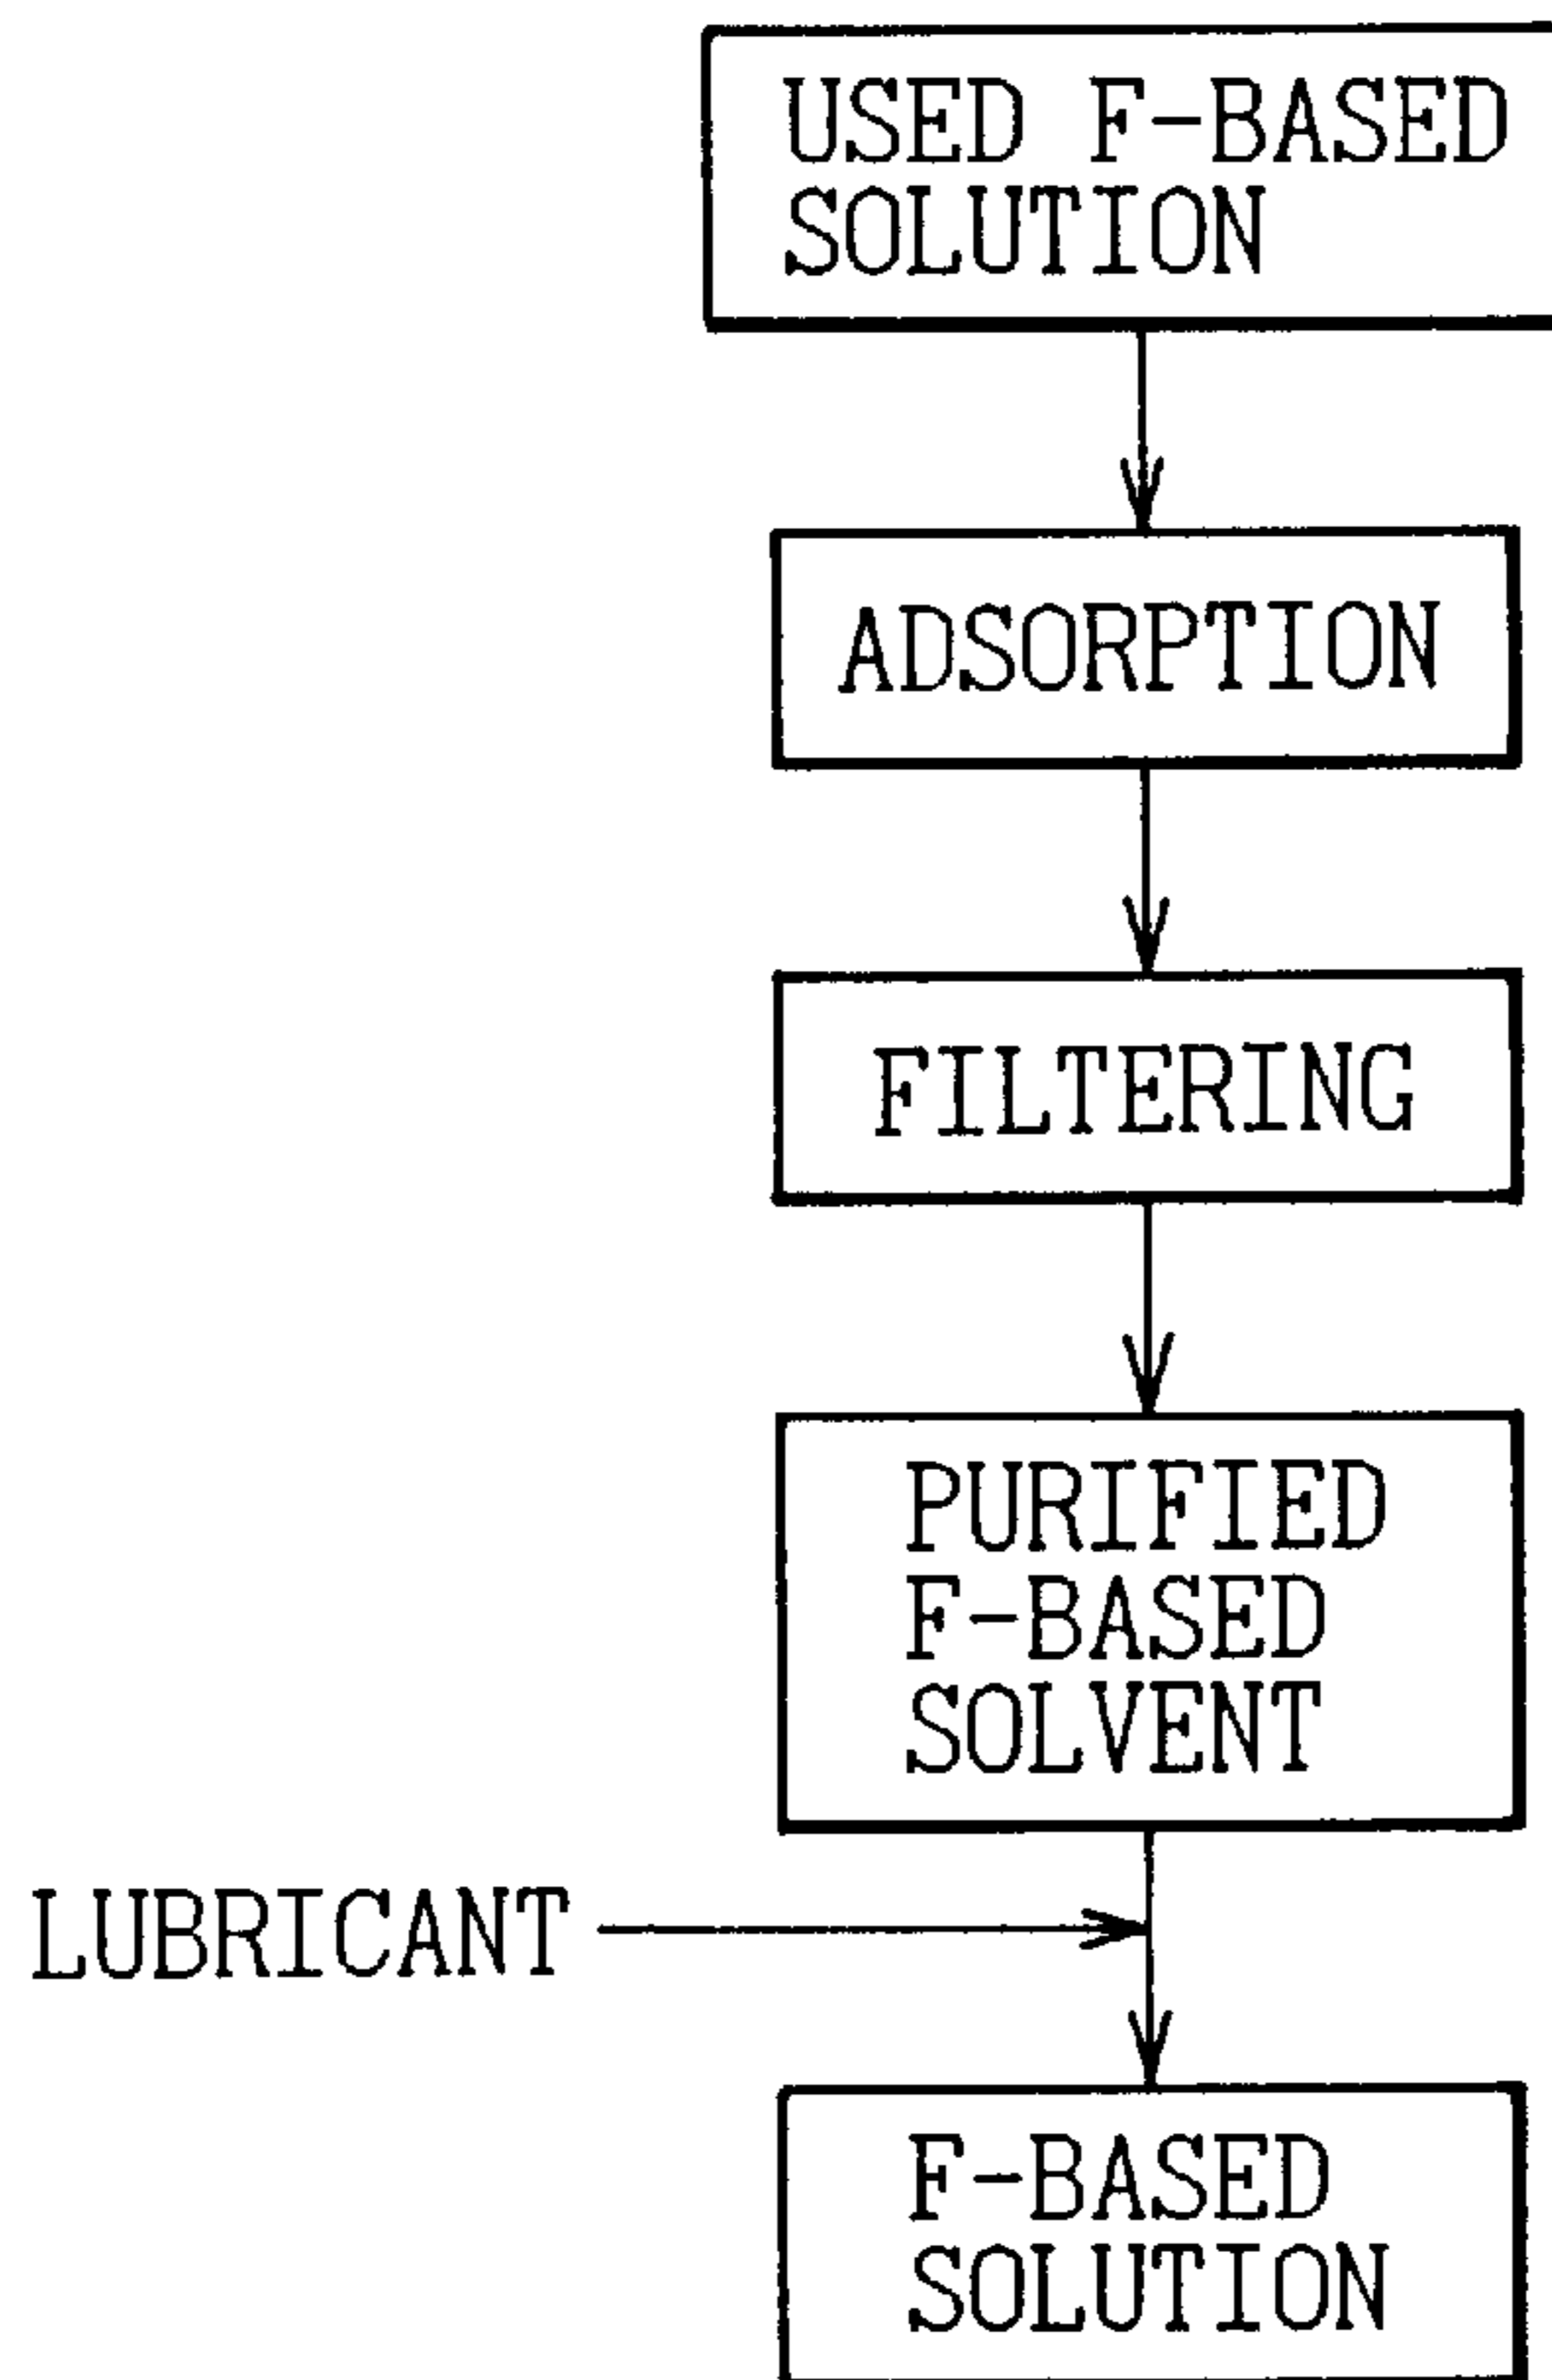 USED F-BASED
SOLUTION
ADSORPTION
FILTERING
PURIFIED
F-BASED
SOLVENT
LUBRICANT
F-BASED
SOLUTION